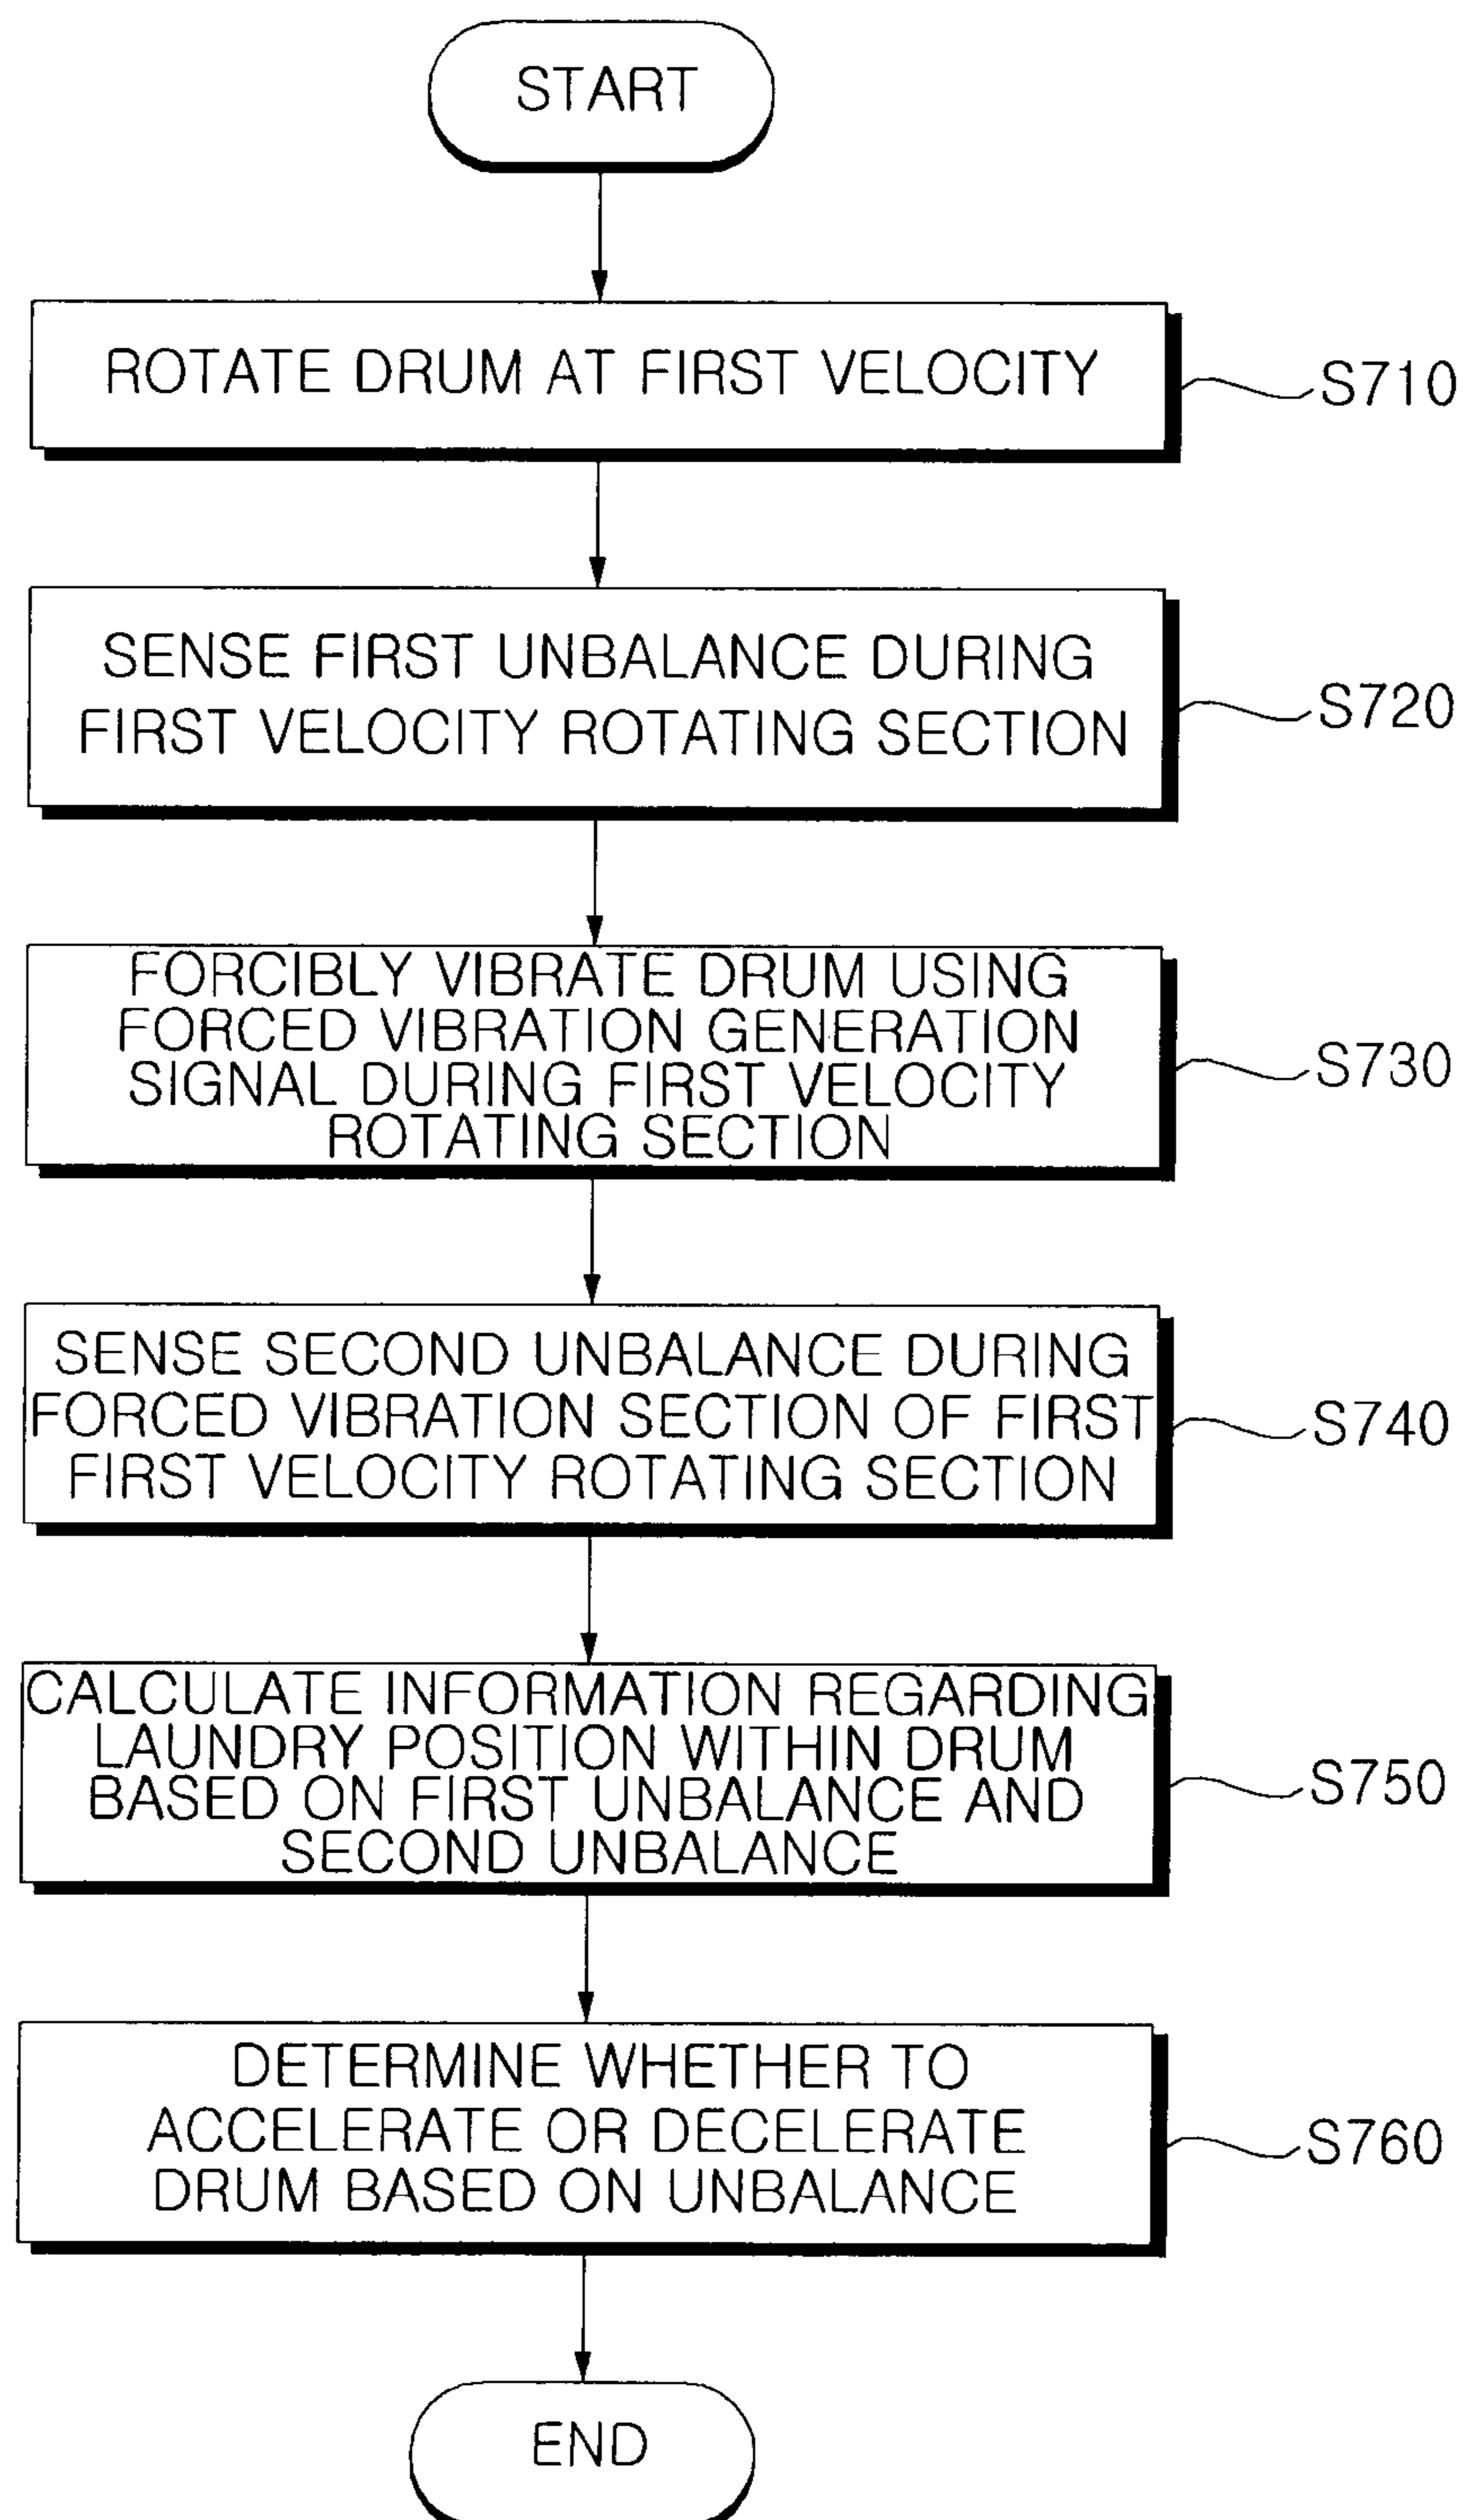 START
ROTATE DRUM AT FIRST VELOCITY
S710
SENSE FIRST UNBALANCE DURING
FIRST VELOCITY ROTATING SECTION
S720
FORCIBLY VIBRATE DRUM USING
FORCED VIBRATION GENERATION
SIGNAL DURING FIRST VELOCITY
ROTATING SECTION
S730
SENSE SECOND UNBALANCE DURING
FORCED VIBRATION SECTION OF FIRST
FIRST VELOCITY ROTATING SECTION
S740
CALCULATE INFORMATION REGARDING
LAUNDRY POSITION WITHIN DRUM
BASED ON FIRST UNBALANCE AND
SECOND UNBALANCE
S750
DETERMINE WHETHER TO
ACCELERATE OR DECELERATE
DRUM BASED ON UNBALANCE
S760
END